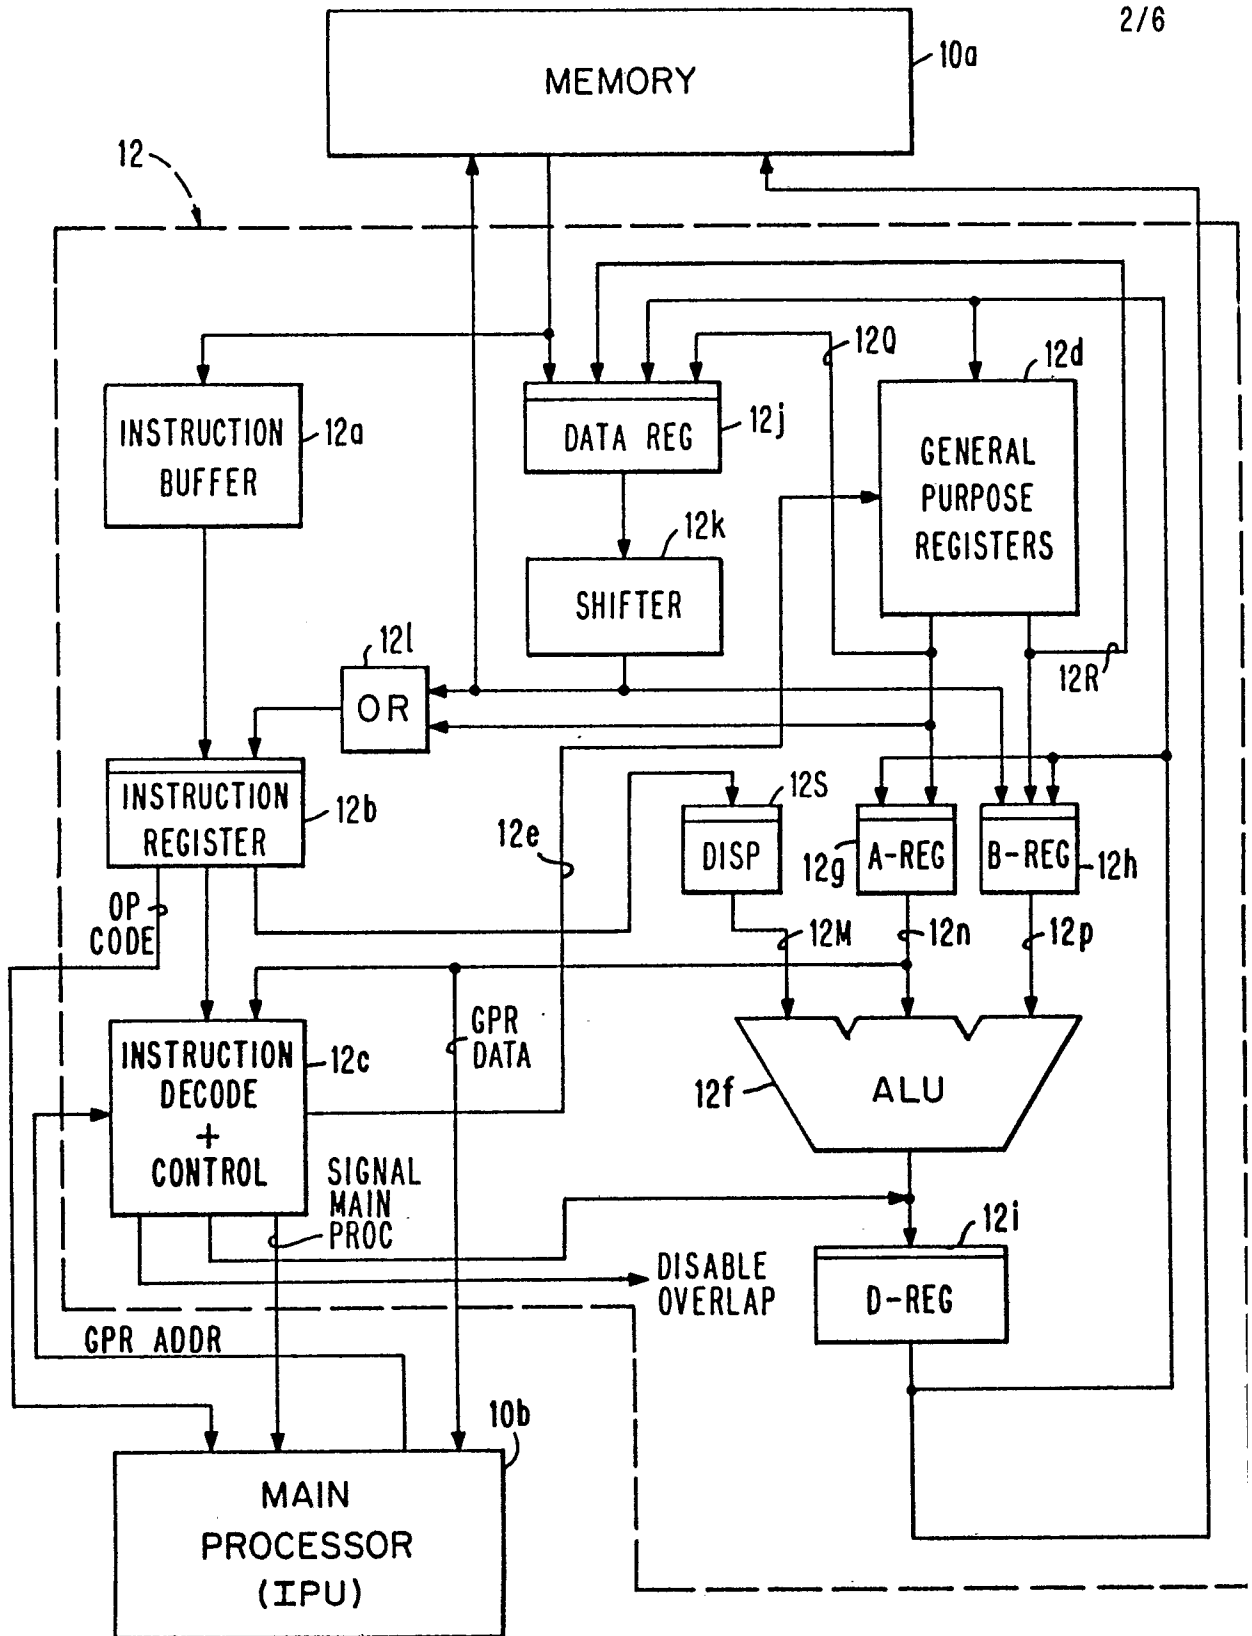 2/6
MEMORY
10a
12
12Q
12d
INSTRUCTION
BUFFER
12a
DATA REG
12j
GENERAL
PURPOSE
REGISTERS
12k
SHIFTER
12l
OR
12R
INSTRUCTION
REGISTER
12b
12e
12S
DISP
12g
A-REG
B-REG
12h
OP
CODE
12M
12n
12p
GPR
DATA
INSTRUCTION
DECODE
+
CONTROL
12c
12f
ALU
SIGNAL
MAIN
PROC
12i
D-REG
DISABLE
OVERLAP
GPR ADDR
10b
MAIN
PROCESSOR
(IPU)